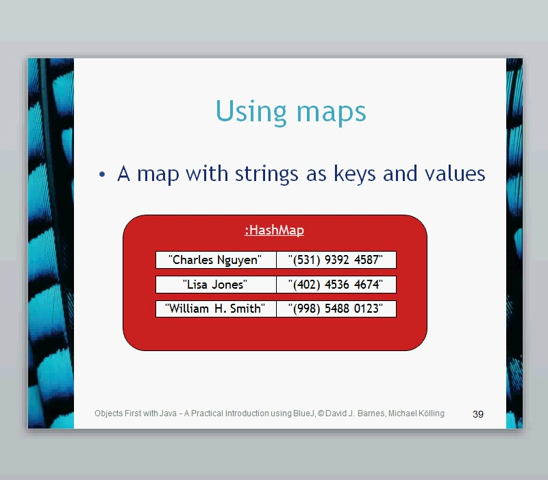 Using maps
• A map with strings as keys and values
:HashMap
"Charles Nguyen" "(531) 9392 4587"
"Lisa Jones" "(402) 4536 4674"
"William H. Smith" "(998) 5488 0123"
Objects First with Java - A Practical Introduction using BlueJ, © David J. Barnes, Michael Kölling 39